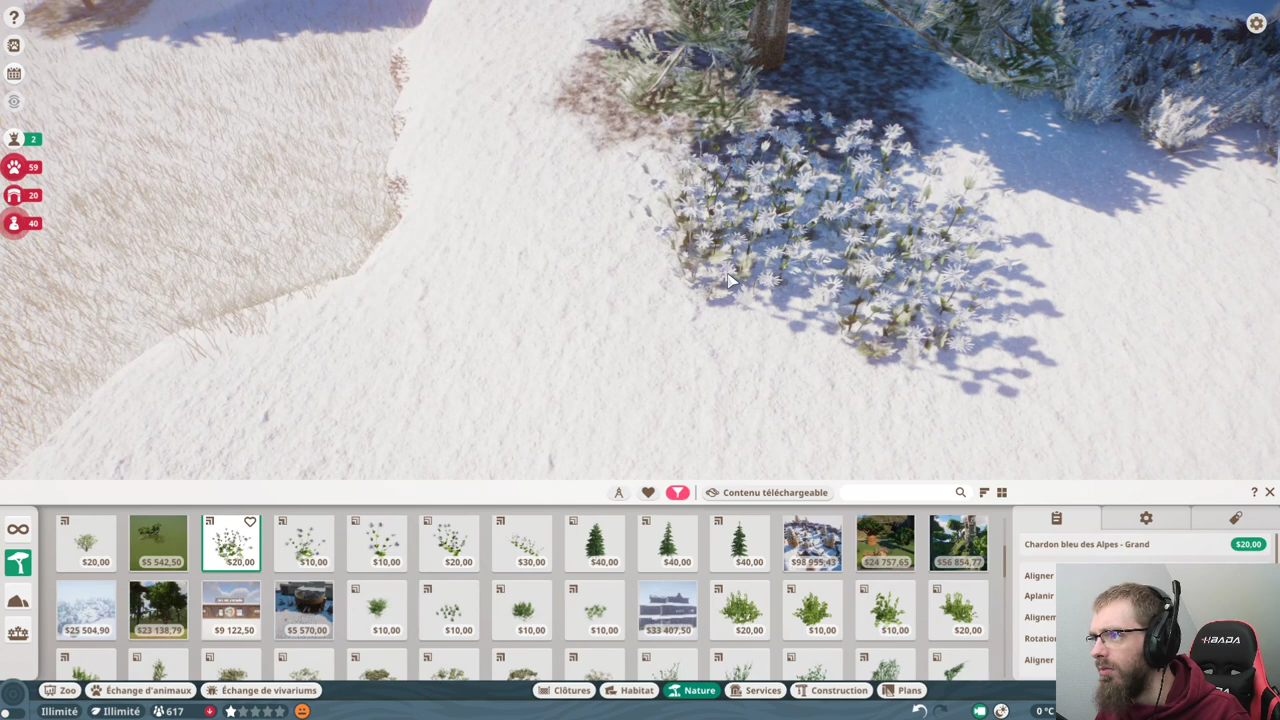 ?
2
59
20
40
Contenu téléchargeable
?
$20,00
$5 542,50
$20,00
$10,00
$10,00
$20,00
$30,00
$40,00
$40,00
$40,00
$98 955,43
$24 757,65
$56 854,77
Chardon bleu des Alpes - Grand
$20,00
Aligner
Aplanir
Alignem
Rotation
Aligner
$25 504,90
$23 138,79
$9 122,50
$5 570,00
$10,00
$10,00
$10,00
$10,00
$33 407,50
$20,00
$10,00
$10,00
$20,00
HBADA
Zoo
Échange d'animaux
Échange de vivariums
Clôtures
Habitat
Nature
Services
Construction
Plans
Illimité
Illimité
617
0 °C